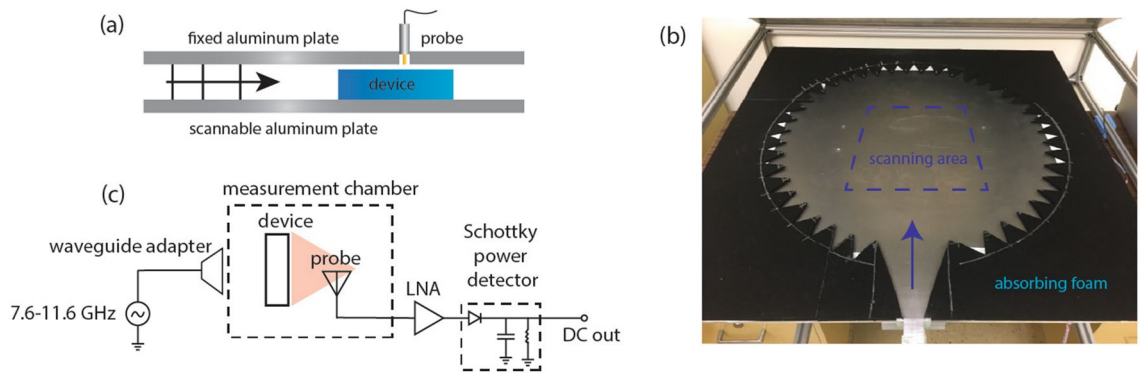 (a)
fixed aluminum plate
probe
device
scannable aluminum plate
(b)
scanning area
absorbing foam
(c)
measurement chamber
device
waveguide adapter
probe
LNA
Schottky
power
detector
7.6-11.6 GHz
DC out